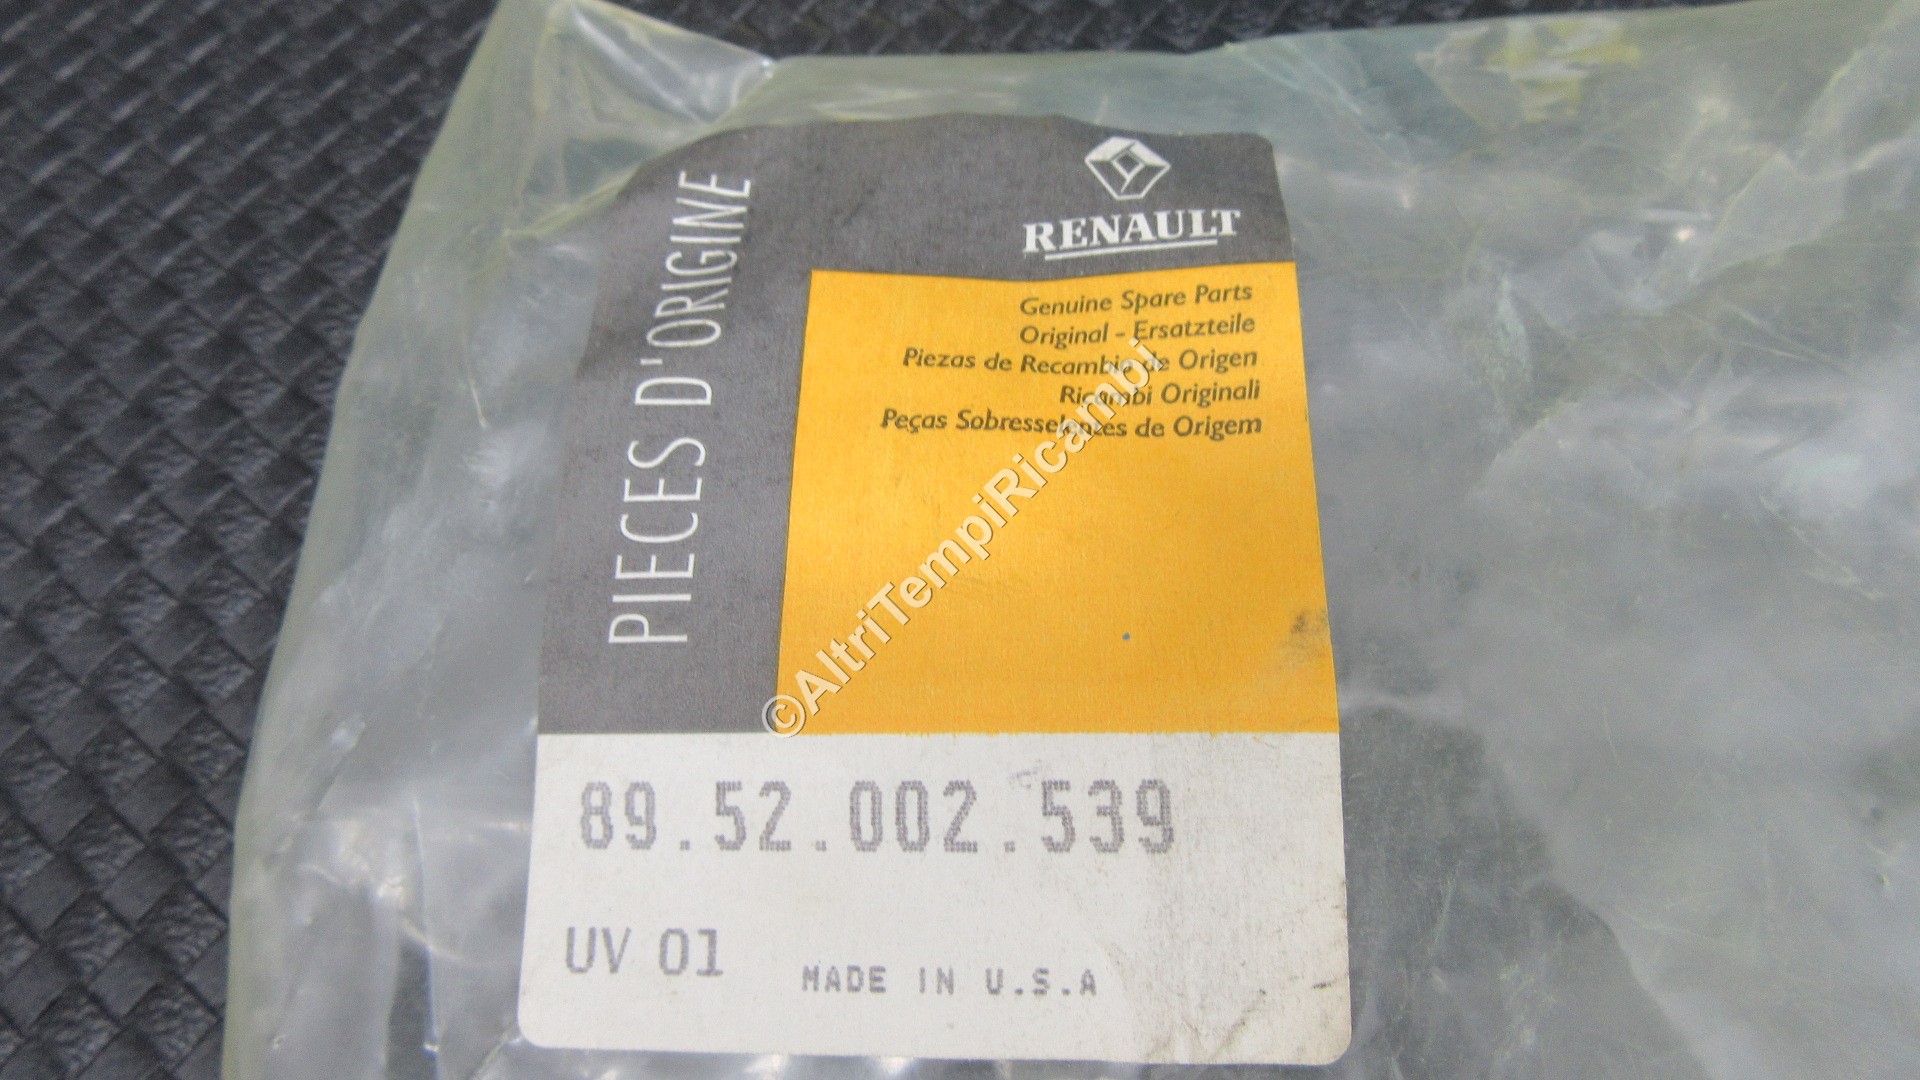 PIECES D'ORIGINE
RENAULT
Genuine Spare Parts
Original - Ersatzteile
Piezas de Recambio de Origen
Ricambi Originali
Peças Sobresselentes de Origem
©AltriTempiRicambi
89.52.002.539
UV 01
MADE IN U.S.A